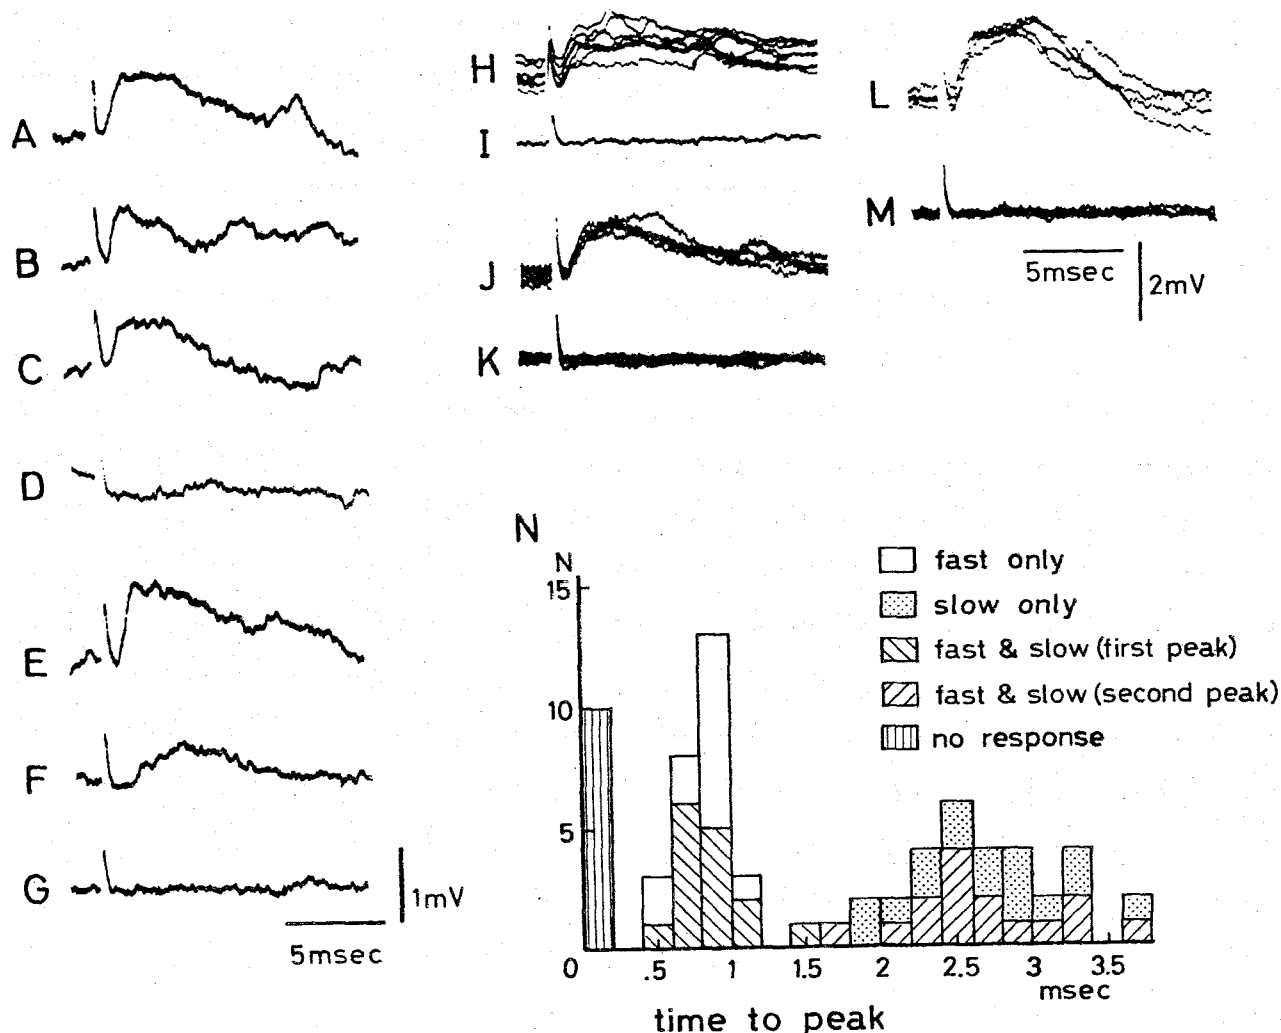 A
B
C
D
E
F
G
1mV
5msec
H
I
J
K
L
M
5msec
2mV
N
N
15
10
5
0 .5 1 1.5 2 2.5 3 3.5
msec
time to peak
fast only
slow only
fast & slow (first peak)
fast & slow (second peak)
no response